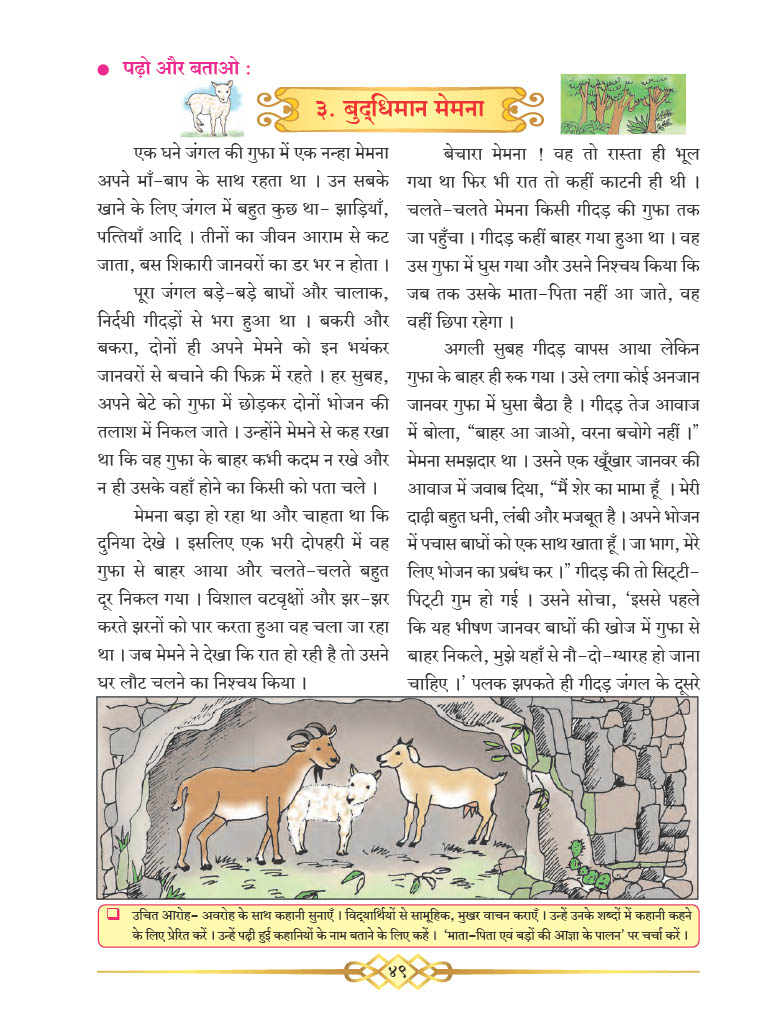 ● पढ़ो और बताओ :
३. बुद्‌धिमान मेमना
एक घने जंगल की गुफा में एक नन्हा मेमना
अपने माँ-बाप के साथ रहता था । उन सबके
खाने के लिए जंगल में बहुत कुछ था- झाड़ियाँ,
पत्तियाँ आदि । तीनों का जीवन आराम से कट
जाता, बस शिकारी जानवरों का डर भर न होता ।
पूरा जंगल बड़े-बड़े बाघों और चालाक,
निर्दयी गीदड़ों से भरा हुआ था । बकरी और
बकरा, दोनों ही अपने मेमने को इन भयंकर
जानवरों से बचाने की फिक्र में रहते । हर सुबह,
अपने बेटे को गुफा में छोड़कर दोनों भोजन की
तलाश में निकल जाते । उन्होंने मेमने से कह रखा
था कि वह गुफा के बाहर कभी कदम न रखे और
न ही उसके वहाँ होने का किसी को पता चले ।
मेमना बड़ा हो रहा था और चाहता था कि
दुनिया देखे । इसलिए एक भरी दोपहरी में वह
गुफा से बाहर आया और चलते-चलते बहुत
दूर निकल गया । विशाल वटवृक्षों और झर-झर
करते झरनों को पार करता हुआ वह चला जा रहा
था । जब मेमने ने देखा कि रात हो रही है तो उसने
घर लौट चलने का निश्चय किया ।
बेचारा मेमना ! वह तो रास्ता ही भूल
गया था फिर भी रात तो कहीं काटनी ही थी ।
चलते-चलते मेमना किसी गीदड़ की गुफा तक
जा पहुँचा । गीदड़ कहीं बाहर गया हुआ था । वह
उस गुफा में घुस गया और उसने निश्चय किया कि
जब तक उसके माता-पिता नहीं आ जाते, वह
वहीं छिपा रहेगा ।
अगली सुबह गीदड़ वापस आया लेकिन
गुफा के बाहर ही रुक गया । उसे लगा कोई अनजान
जानवर गुफा में घुसा बैठा है । गीदड़ तेज आवाज
में बोला, “बाहर आ जाओ, वरना बचोगे नहीं ।”
मेमना समझदार था । उसने एक खूँखार जानवर की
आवाज में जवाब दिया, “मैं शेर का मामा हूँ । मेरी
दाढ़ी बहुत घनी, लंबी और मजबूत है । अपने भोजन
में पचास बाघों को एक साथ खाता हूँ । जा भाग, मेरे
लिए भोजन का प्रबंध कर ।” गीदड़ की तो सिट्‌टी-
पिट्‌टी गुम हो गई । उसने सोचा, ‘इससे पहले
कि यह भीषण जानवर बाघों की खोज में गुफा से
बाहर निकले, मुझे यहाँ से नौ-दो-ग्यारह हो जाना
चाहिए ।’ पलक झपकते ही गीदड़ जंगल के दूसरे
❑ उचित आरोह- अवरोह के साथ कहानी सुनाएँ । विद्‌यार्थियों से सामूहिक, मुखर वाचन कराएँ । उन्हें उनके शब्दों में कहानी कहने
के लिए प्रेरित करें । उन्हें पढ़ी हुई कहानियों के नाम बताने के लिए कहें । ‘माता-पिता एवं बड़ों की आज्ञा के पालन’ पर चर्चा करें ।
४९